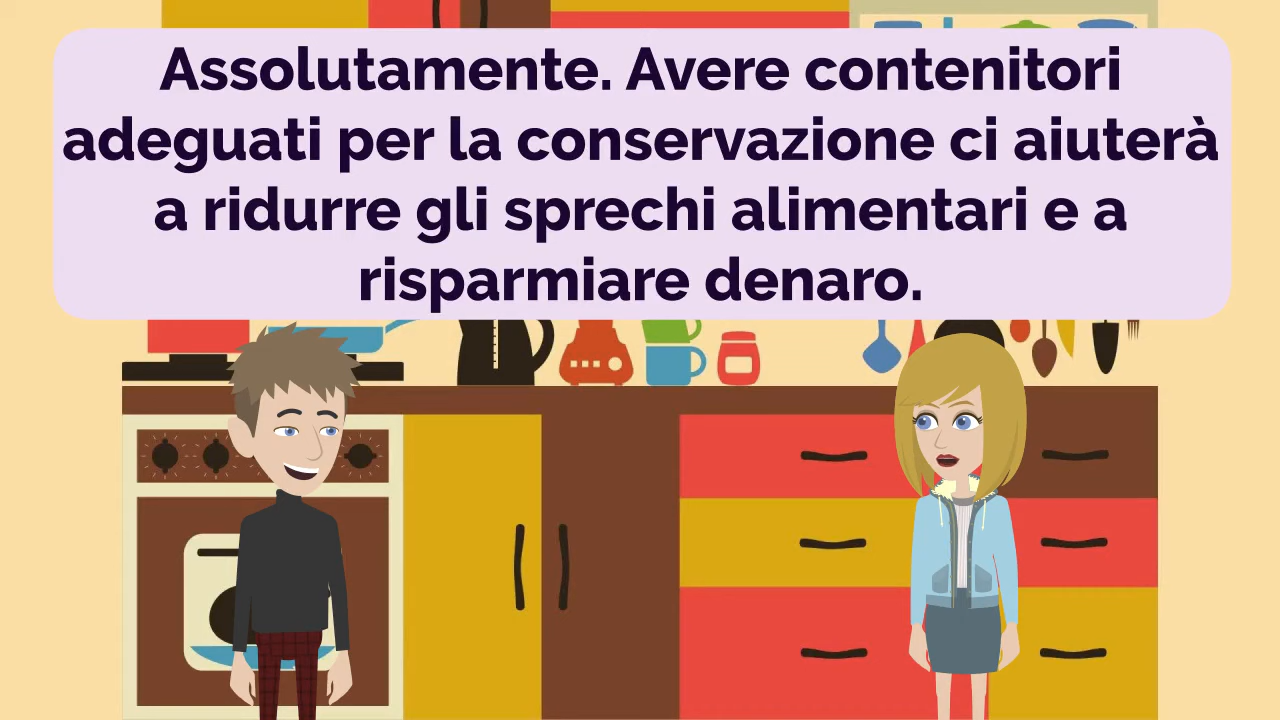 Assolutamente. Avere contenitori
adeguati per la conservazione ci aiuterà
a ridurre gli sprechi alimentari e a
risparmiare denaro.